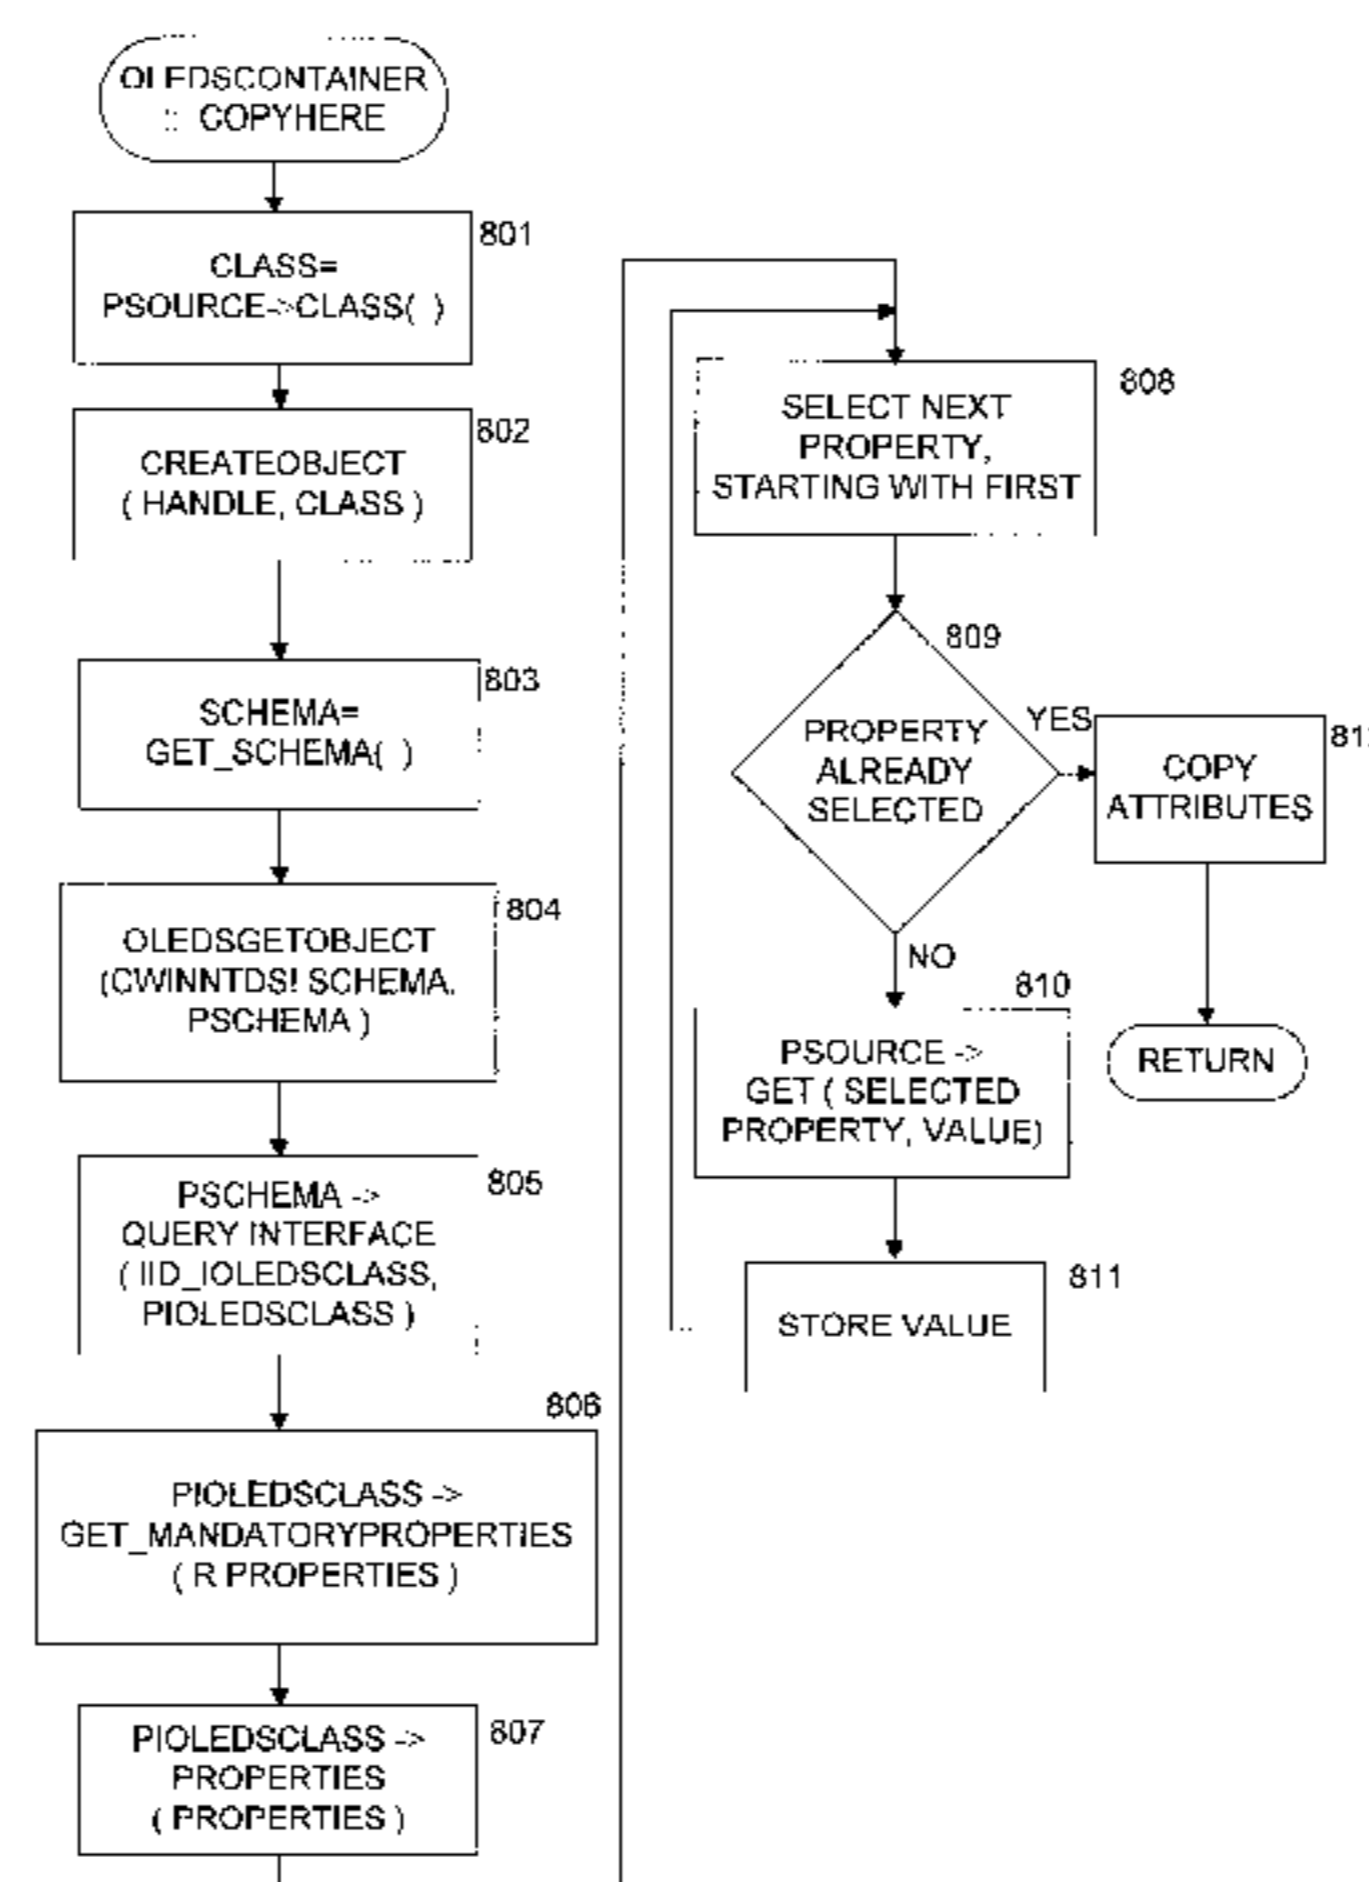 OLEDSCONTAINER
:: COPYHERE
801
CLASS=
PSOURCE->CLASS( )
802
CREATEOBJECT
( HANDLE, CLASS )
803
SCHEMA=
GET_SCHEMA( )
804
OLEDSGETOBJECT
(CWINNTDS! SCHEMA,
PSCHEMA )
805
PSCHEMA ->
QUERY INTERFACE
( IID_IOLEDSCLASS,
PIOLEDSCLASS )
806
PIOLEDSCLASS ->
GET_MANDATORYPROPERTIES
( R PROPERTIES )
807
PIOLEDSCLASS ->
PROPERTIES
( PROPERTIES )
808
SELECT NEXT
PROPERTY,
STARTING WITH FIRST
809
PROPERTY
ALREADY
SELECTED
YES
COPY
ATTRIBUTES
RETURN
NO
810
PSOURCE ->
GET ( SELECTED
PROPERTY, VALUE)
811
STORE VALUE